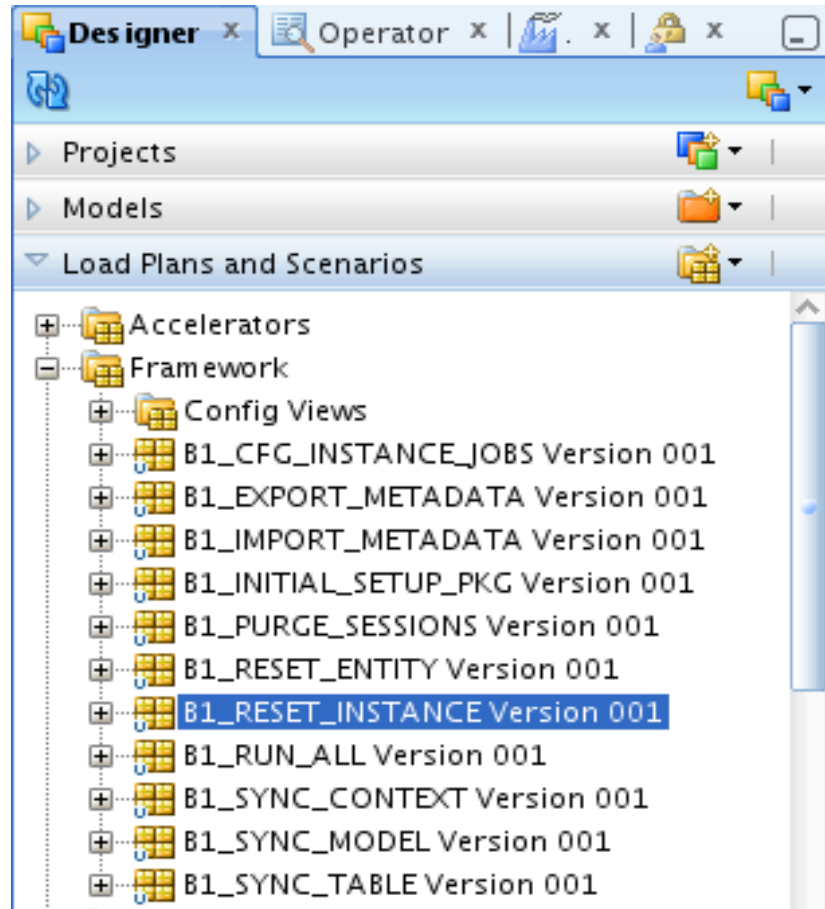 Designer x Operator x . x x
Projects
Models
Load Plans and Scenarios
Accelerators
Framework
Config Views
B1_CFG_INSTANCE_JOBS Version 001
B1_EXPORT_METADATA Version 001
B1_IMPORT_METADATA Version 001
B1_INITIAL_SETUP_PKG Version 001
B1_PURGE_SESSIONS Version 001
B1_RESET_ENTITY Version 001
B1_RESET_INSTANCE Version 001
B1_RUN_ALL Version 001
B1_SYNC_CONTEXT Version 001
B1_SYNC_MODEL Version 001
B1_SYNC_TABLE Version 001